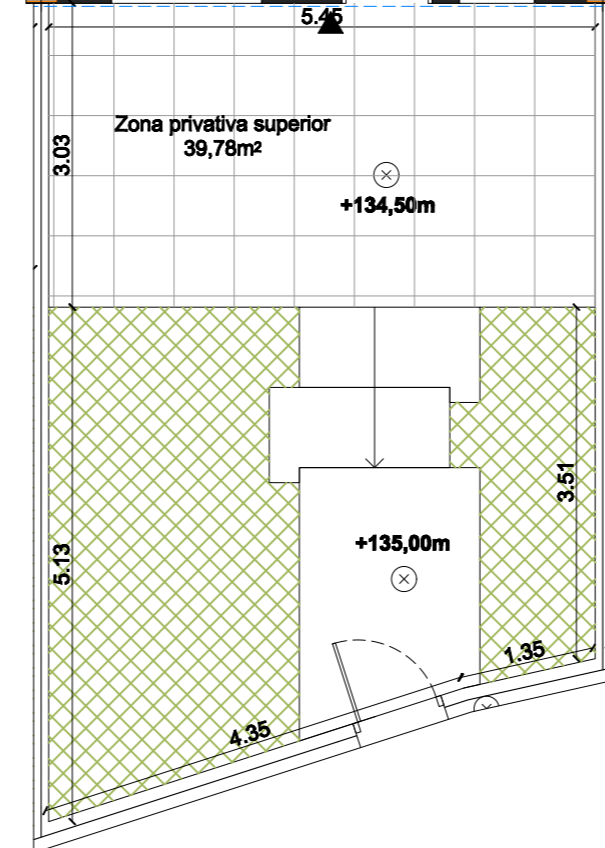 5.45
Zona privativa superior
39,78m²
3.03
+134,50m
3.51
+135,00m
5.13
1.35
4.35